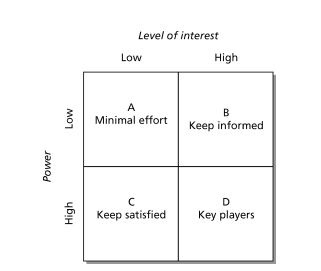 Level of interest
Low High
A
Minimal effort
B
Keep informed
Low
Power
High
C
Keep satisfied
D
Key players